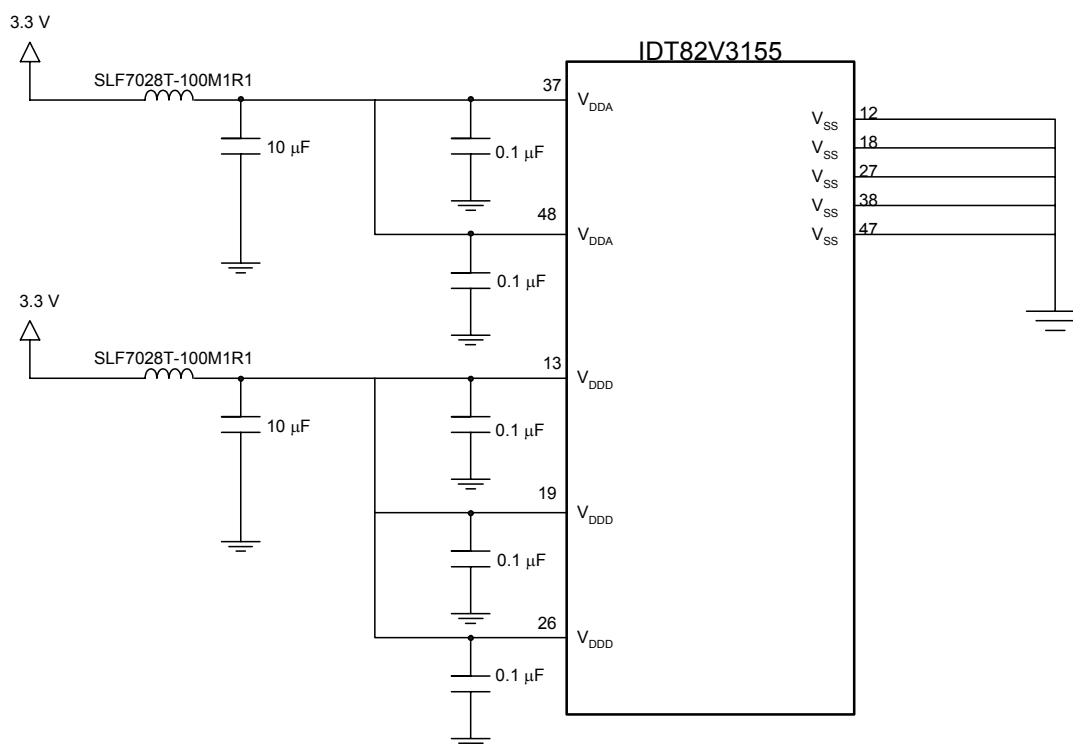 3.3 V
IDT82V3155
SLF7028T-100M1R1
37
VDDA
12
VSS
10 μF
0.1 μF
18
VSS
27
VSS
38
VSS
48
VDDA
47
VSS
0.1 μF
3.3 V
SLF7028T-100M1R1
13
VDDD
10 μF
0.1 μF
19
VDDD
0.1 μF
26
VDDD
0.1 μF